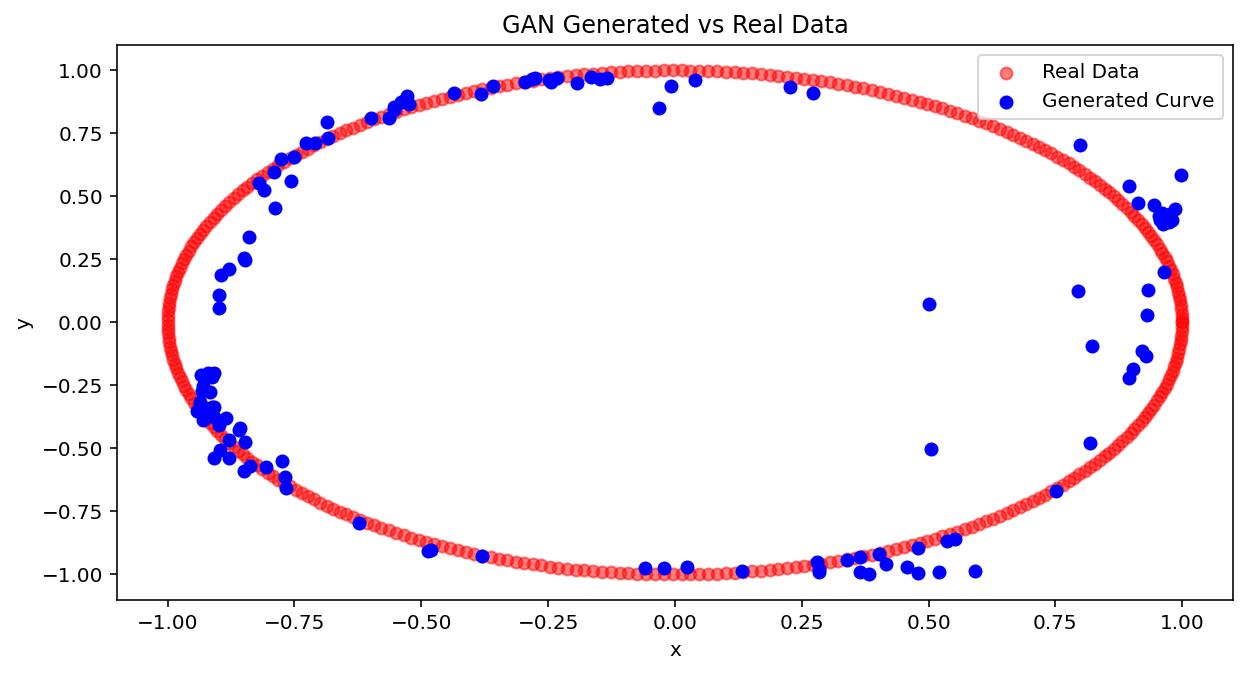 GAN Generated vs Real Data
Real Data
Generated Curve
1.00
0.75
0.50
0.25
0.00
−0.25
−0.50
−0.75
−1.00
y
−1.00 −0.75 −0.50 −0.25 0.00 0.25 0.50 0.75 1.00
x